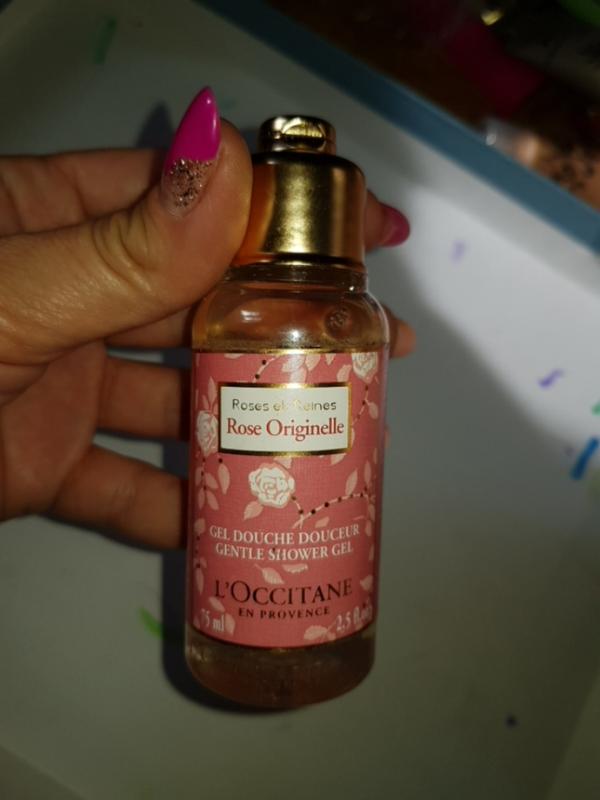 Roses et Reines
Rose Originelle
GEL DOUCHE DOUCEUR
GENTLE SHOWER GEL
L'OCCITANE
EN PROVENCE
75 ml 2.5 fl.oz.